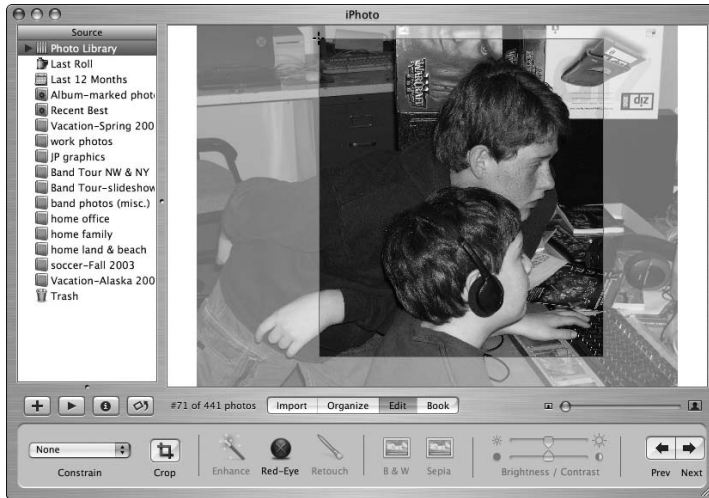 iPhoto
Source
Photo Library
Last Roll
Last 12 Months
Album-marked phot
Recent Best
Vacation-Spring 200
work photos
JP graphics
Band Tour NW & NY
Band Tour-slideshow
band photos (misc.)
home office
home family
home land & beach
soccer-Fall 2003
Vacation-Alaska 200
Trash
zip
#71 of 441 photos
Import Organize Edit Book
None
Constrain
Crop
Enhance
Red-Eye
Retouch
B & W
Sepia
Brightness / Contrast
Prev
Next